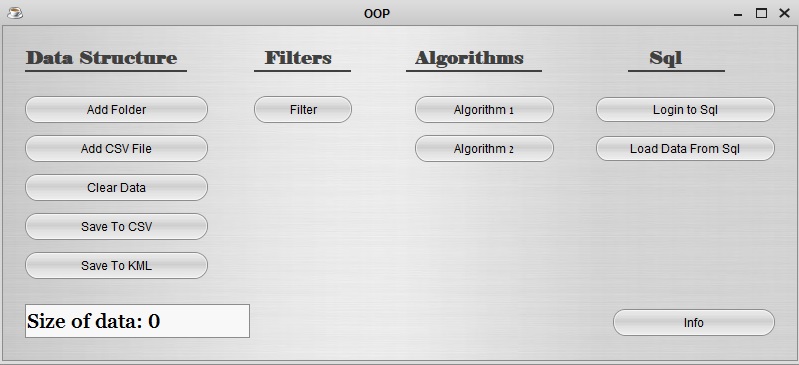 OOP
Data Structure
Filters
Algorithms
Sql
Add Folder
Filter
Algorithm 1
Login to Sql
Add CSV File
Algorithm 2
Load Data From Sql
Clear Data
Save To CSV
Save To KML
Size of data: 0
Info